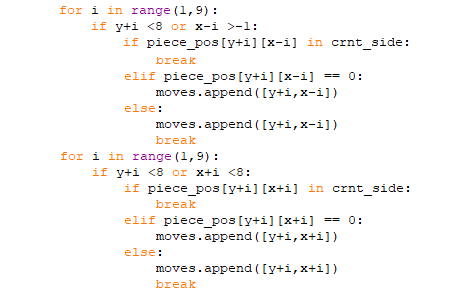 for i in range(1,9):
    if y+i <8 or x-i >-1:
        if piece_pos[y+i][x-i] in crnt_side:
            break
        elif piece_pos[y+i][x-i] == 0:
            moves.append([y+i,x-i])
        else:
            moves.append([y+i,x-i])
            break
for i in range(1,9):
    if y+i <8 or x+i <8:
        if piece_pos[y+i][x+i] in crnt_side:
            break
        elif piece_pos[y+i][x+i] == 0:
            moves.append([y+i,x+i])
        else:
            moves.append([y+i,x+i])
            break